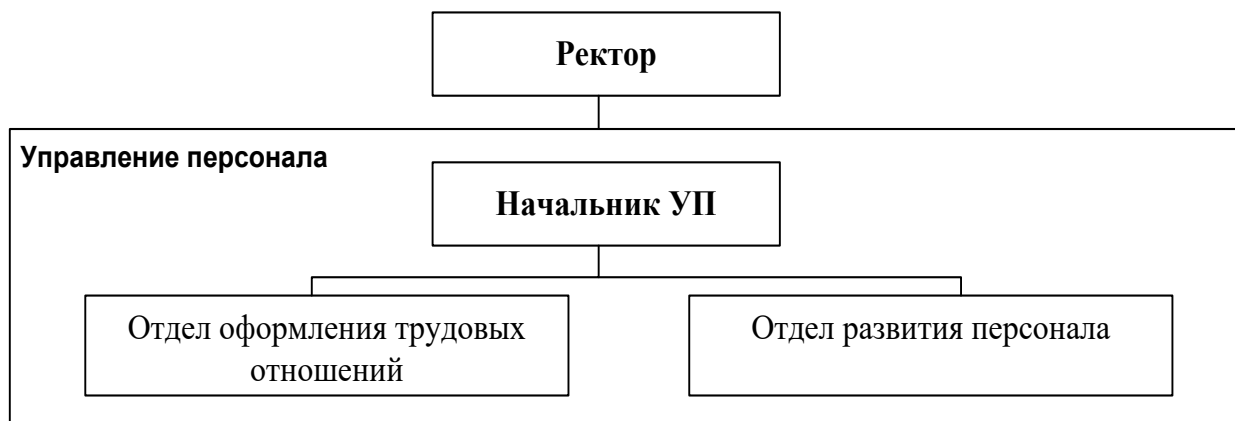 Ректор
Управление персонала
Начальник УП
Отдел оформления трудовых
отношений
Отдел развития персонала